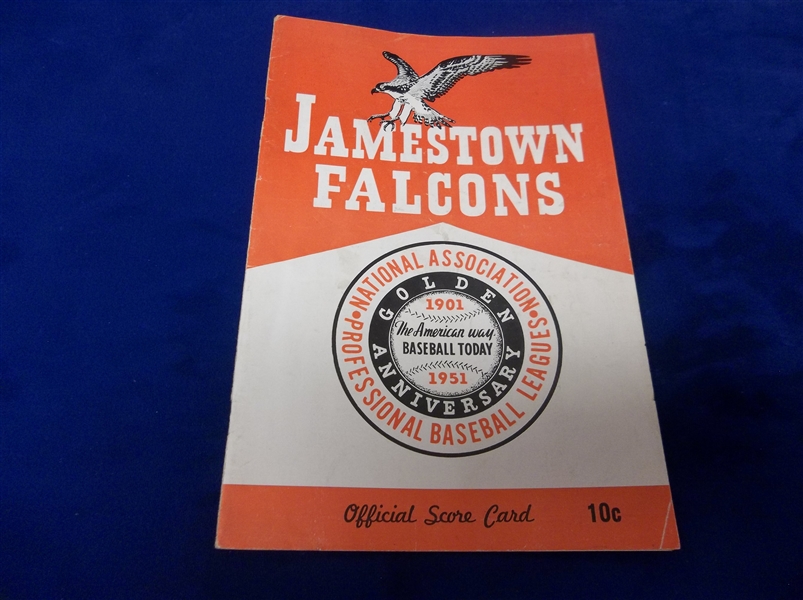 JAMESTOWN
FALCONS
•NATIONAL ASSOCIATION•
PROFESSIONAL BASEBALL LEAGUES
GOLDEN
ANNIVERSARY
1901
The American way
BASEBALL TODAY
1951
Official Score Card 10c